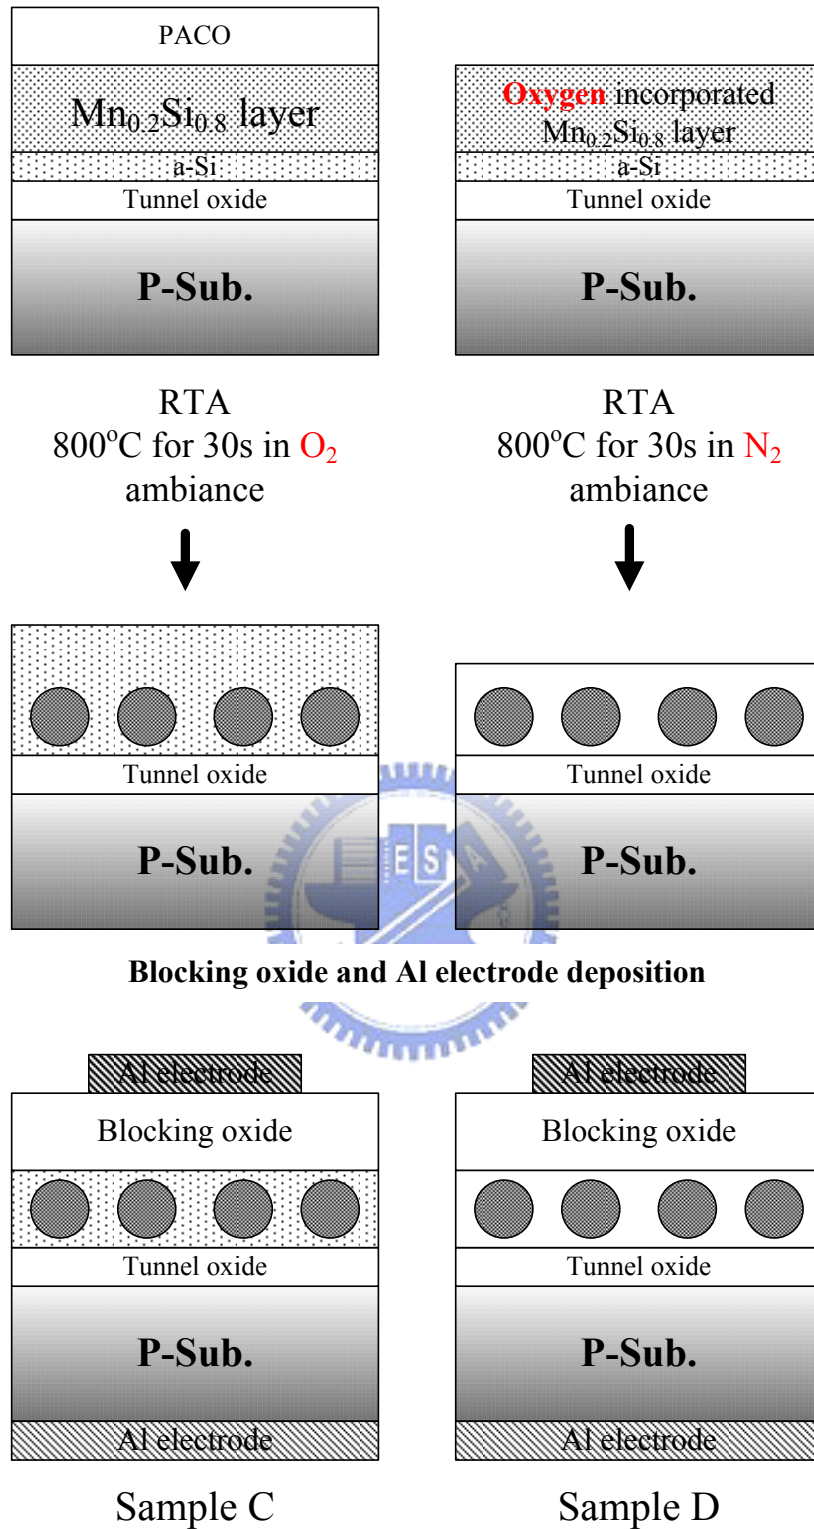 PACO
Mn0.2Si0.8 layer
a-Si
Tunnel oxide
P-Sub.
Oxygen incorporated
Mn0.2Si0.8 layer
a-Si
Tunnel oxide
P-Sub.
RTA
800°C for 30s in O2
ambiance
RTA
800°C for 30s in N2
ambiance
Tunnel oxide
P-Sub.
Tunnel oxide
P-Sub.
E S A
Blocking oxide and Al electrode deposition
Al electrode
Blocking oxide
Tunnel oxide
P-Sub.
Al electrode
Sample C
Al electrode
Blocking oxide
Tunnel oxide
P-Sub.
Al electrode
Sample D